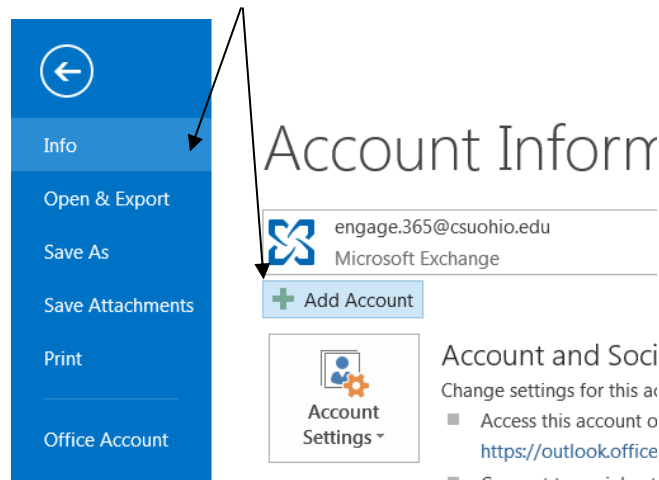 Info
Open & Export
Save As
Save Attachments
Print
Office Account
Account Inform
engage.365@csuohio.edu
Microsoft Exchange
Add Account
Account
Settings
Account and Soci
Change settings for this ac
Access this account o
https://outlook.office